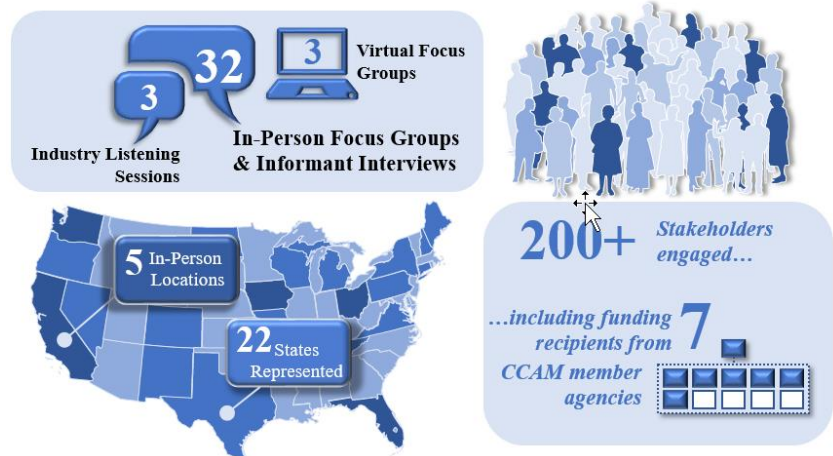 3
Industry Listening
Sessions
32
In-Person Focus Groups
& Informant Interviews
3
Virtual Focus
Groups
5 In-Person
Locations
22 States
Represented
200+ Stakeholders
engaged...
...including funding
recipients from 7
CCAM member
agencies